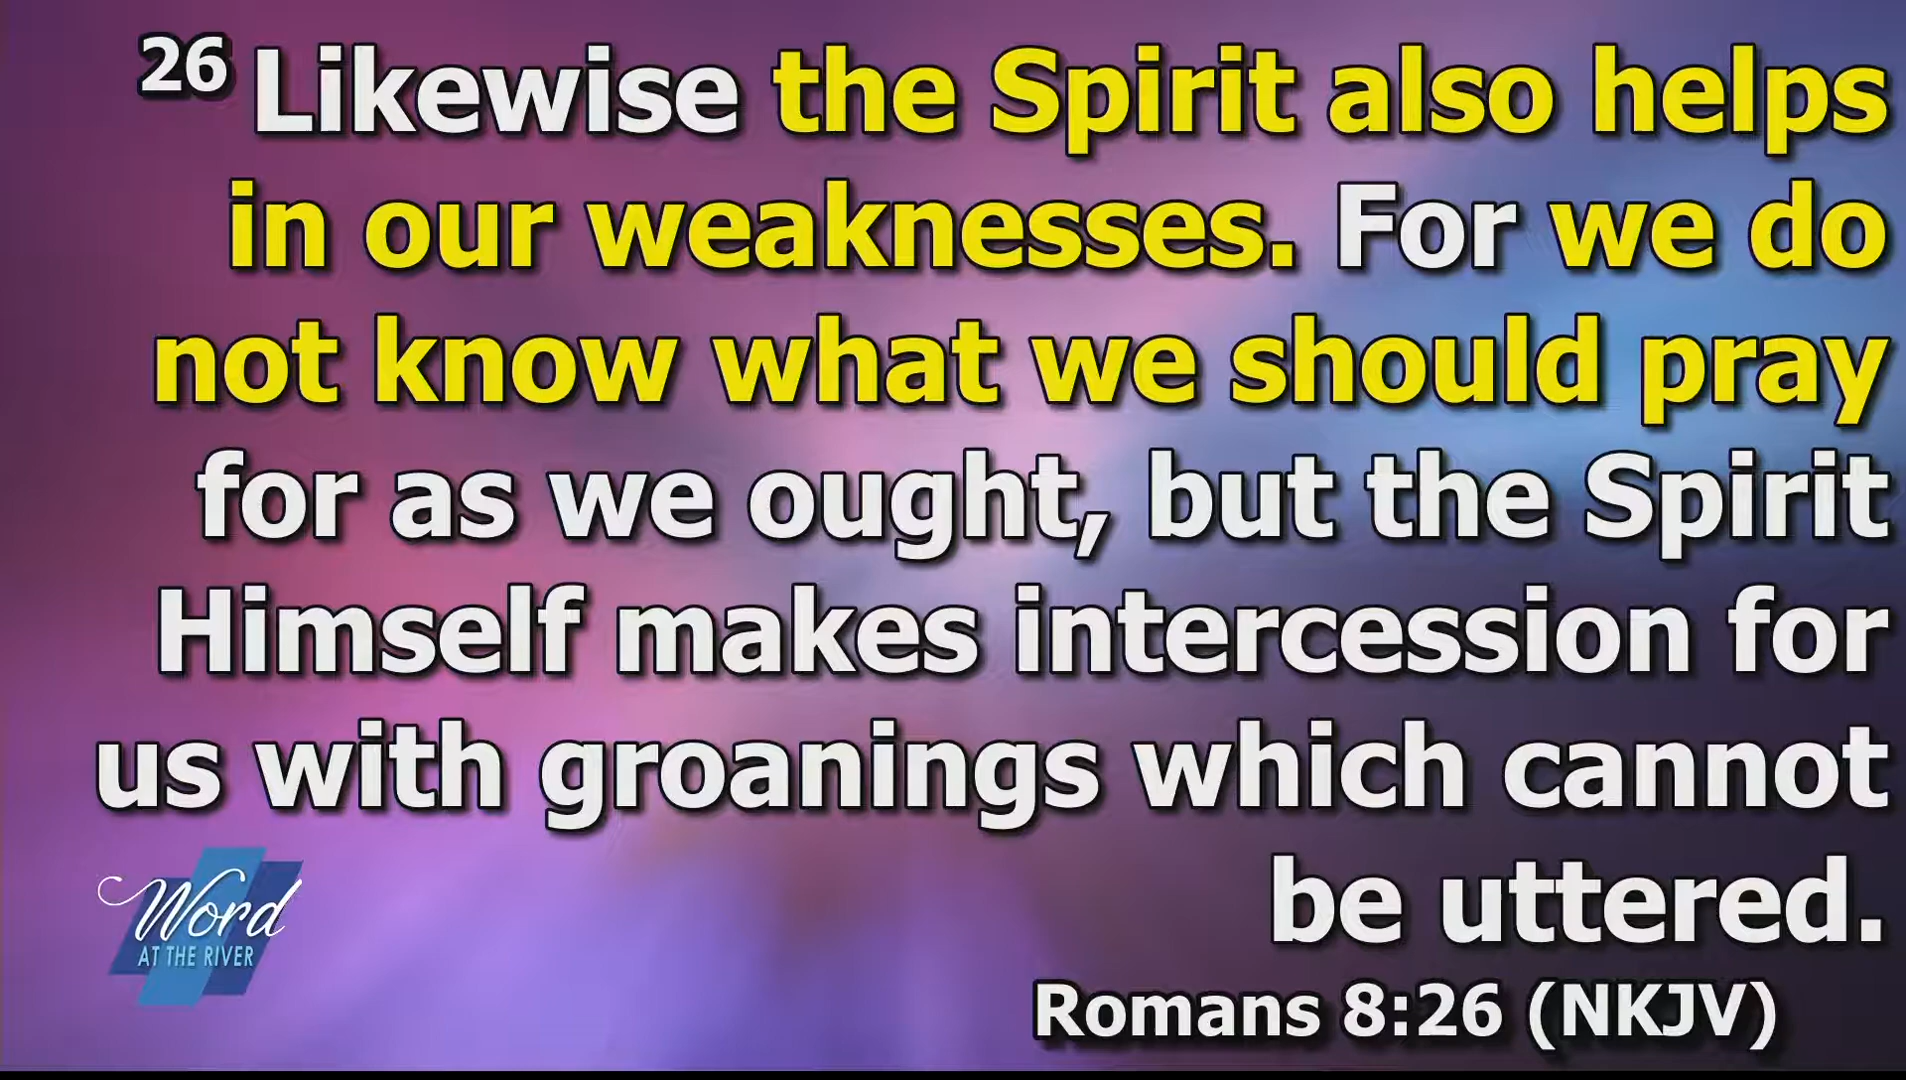 26 Likewise the Spirit also helps
in our weaknesses. For we do
not know what we should pray
for as we ought, but the Spirit
Himself makes intercession for
us with groanings which cannot
be uttered.
Romans 8:26 (NKJV)
Word
AT THE RIVER